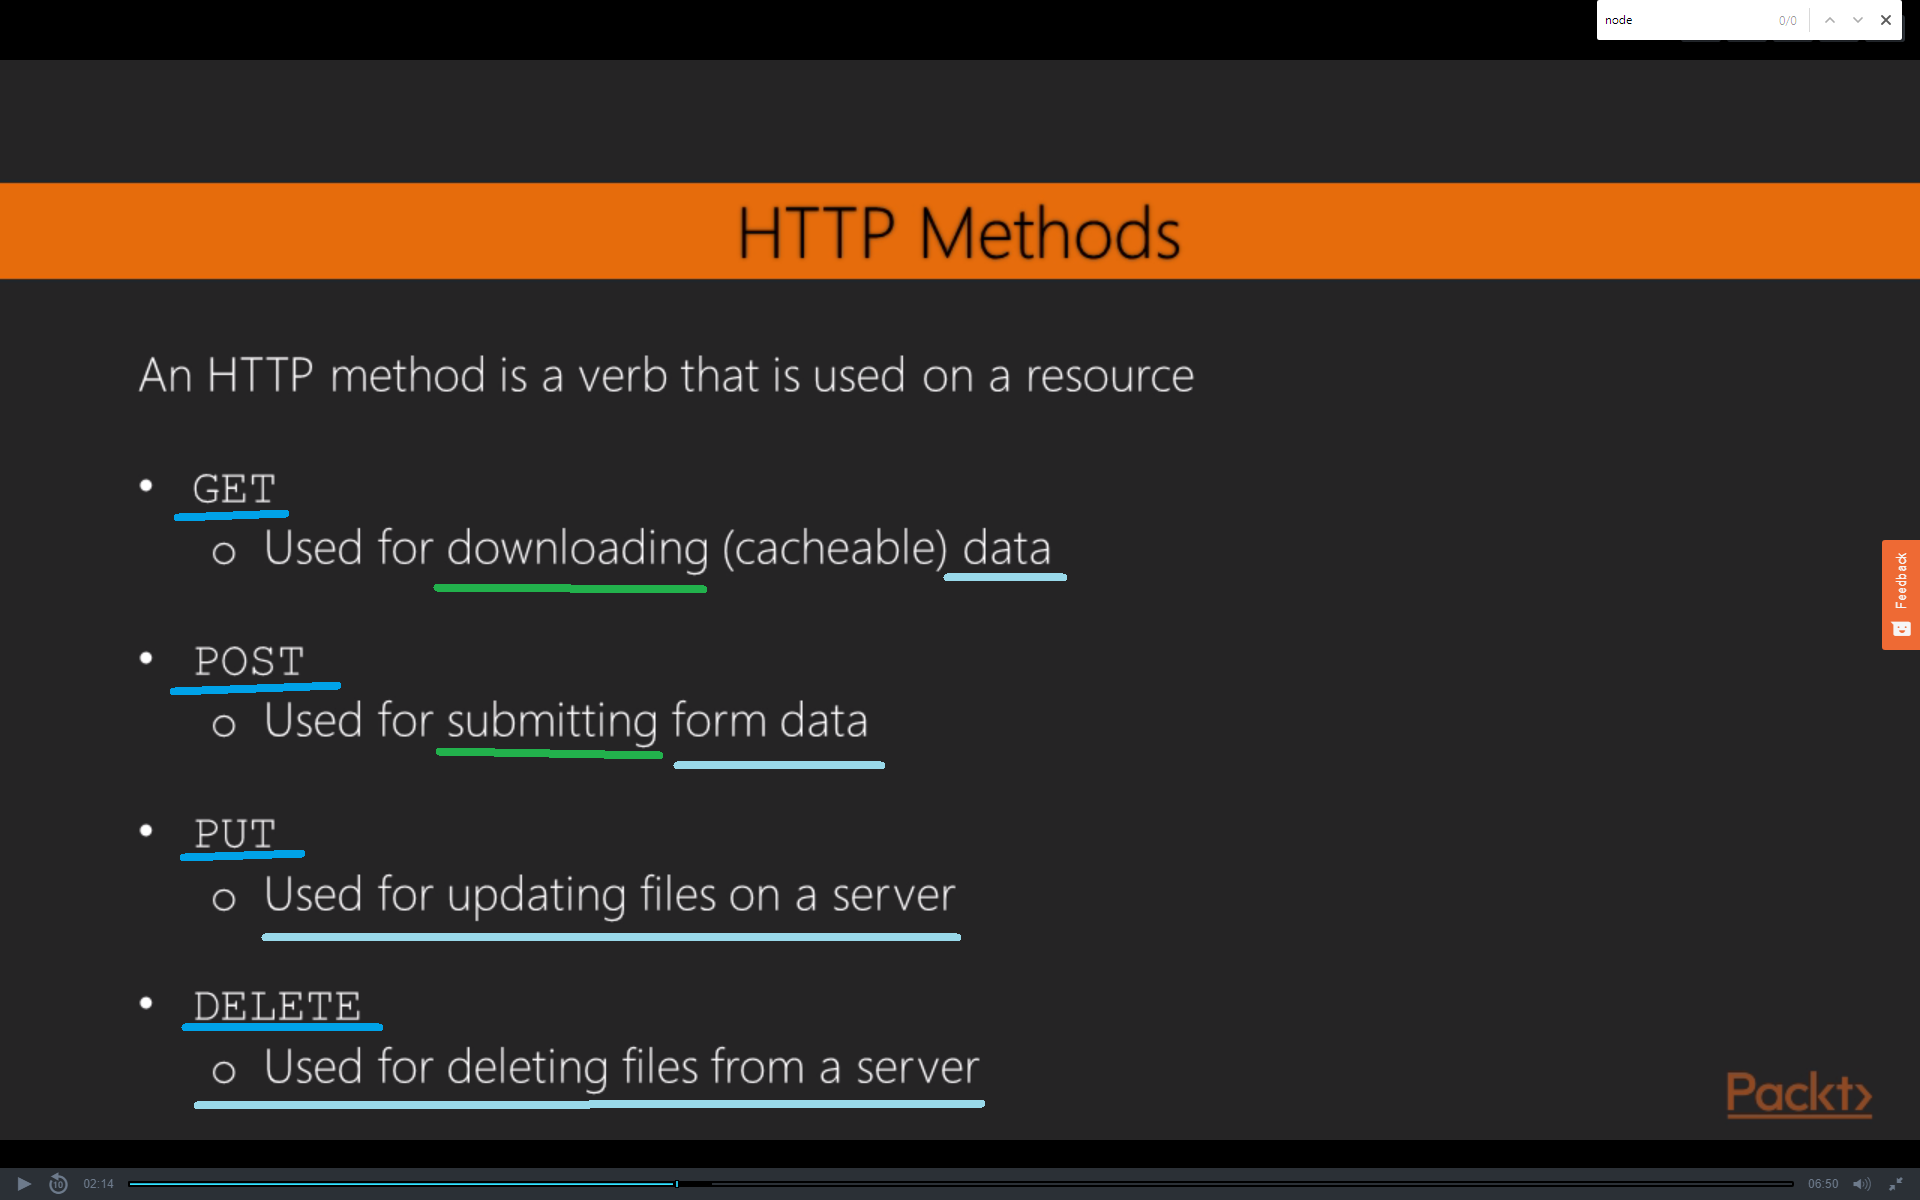 node 0/0
HTTP Methods
An HTTP method is a verb that is used on a resource
• GET
o Used for downloading (cacheable) data
• POST
o Used for submitting form data
• PUT
o Used for updating files on a server
• DELETE
o Used for deleting files from a server
Feedback
Packt>
10 02:14 06:50